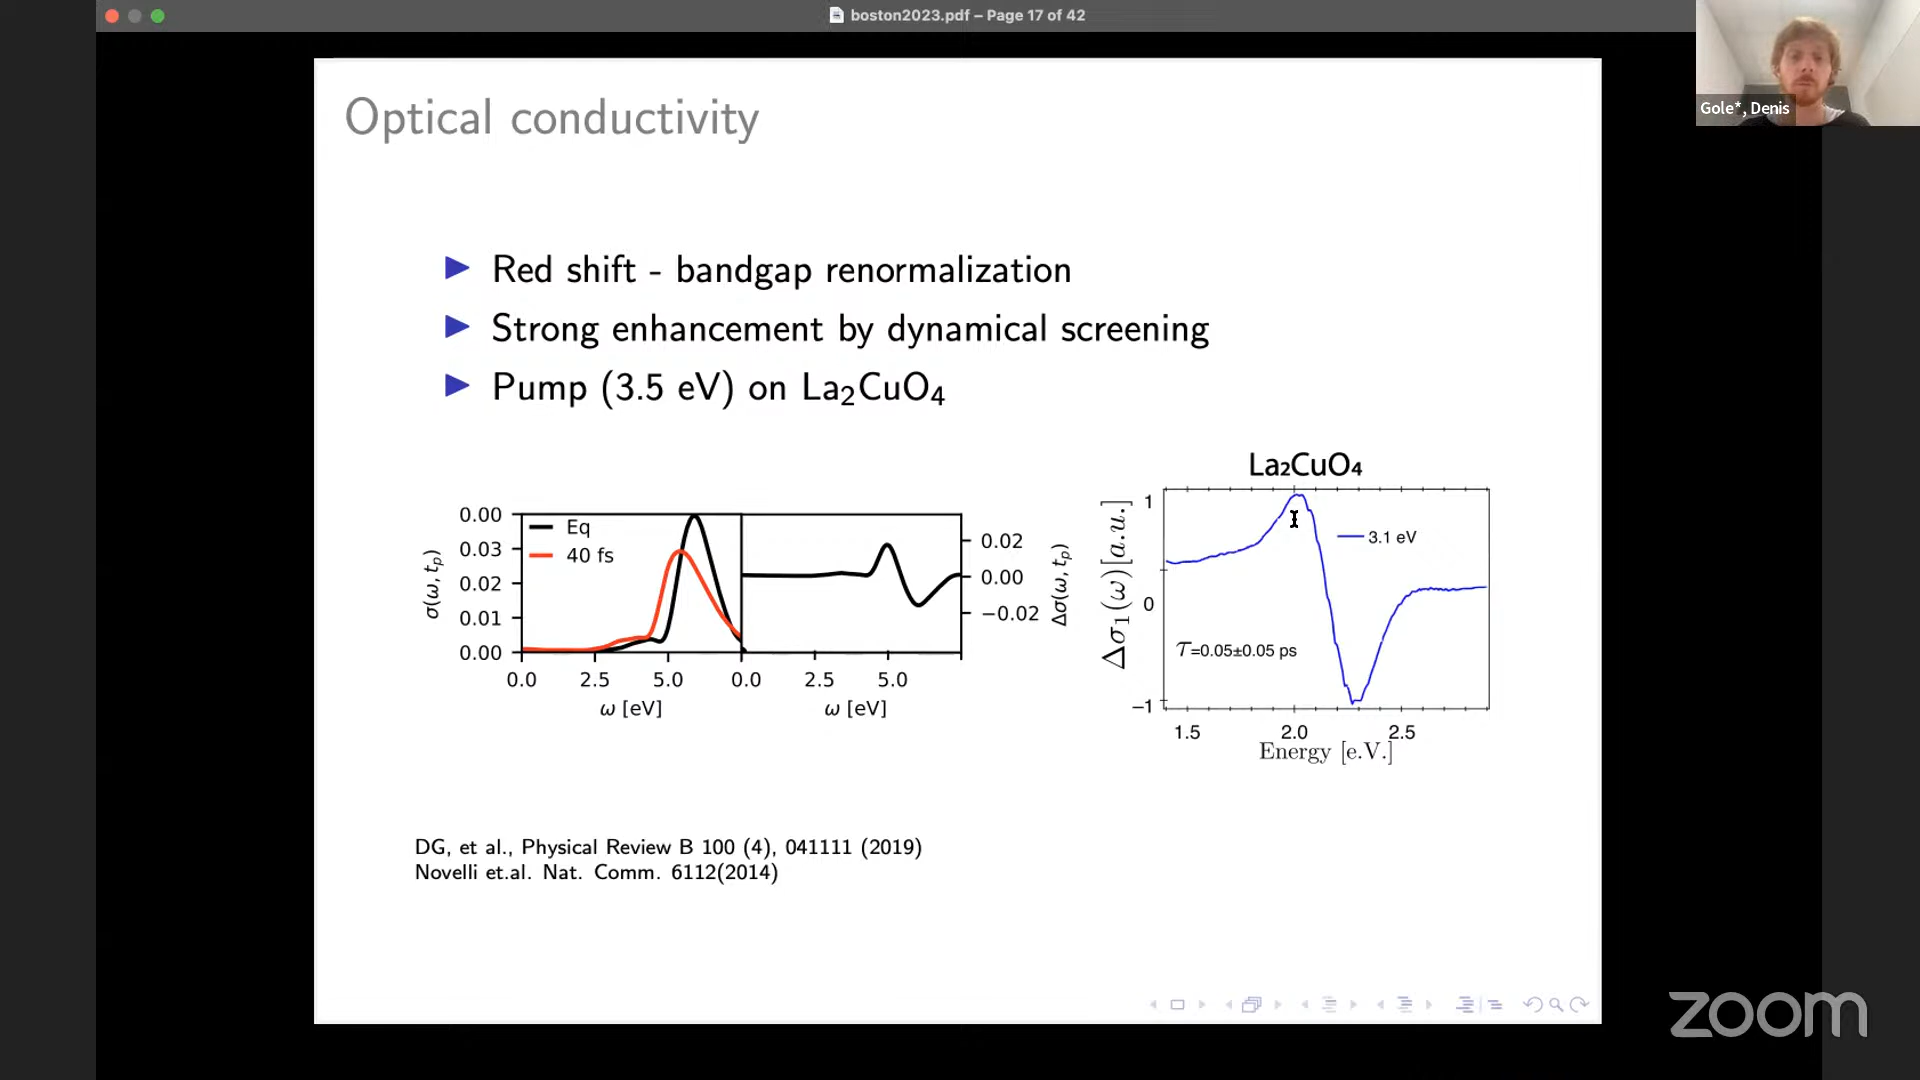 boston2023.pdf – Page 17 of 42
Gole*, Denis
Optical conductivity
Red shift - bandgap renormalization
Strong enhancement by dynamical screening
Pump (3.5 eV) on La₂CuO₄
0.00
0.03
0.02
0.01
0.00
σ(ω, tₚ)
Eq
40 fs
0.0 2.5 5.0 0.0 2.5 5.0
ω [eV] ω [eV]
0.02
0.00
−0.02
Δσ(ω, tₚ)
La₂CuO₄
Δσ₁(ω)[a.u.]
1
0
−1
3.1 eV
τ=0.05±0.05 ps
1.5 2.0 2.5
Energy [e.V.]
DG, et al., Physical Review B 100 (4), 041111 (2019)
Novelli et.al. Nat. Comm. 6112(2014)
zoom